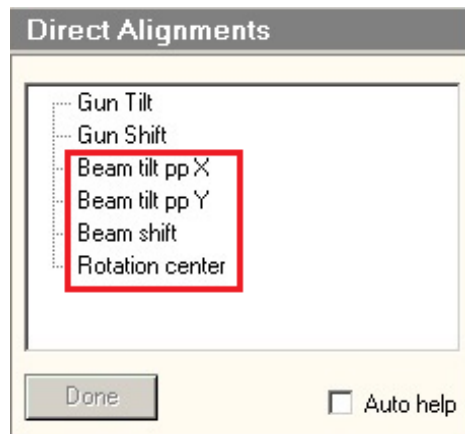 Direct Alignments
Gun Tilt
Gun Shift
Beam tilt pp X
Beam tilt pp Y
Beam shift
Rotation center
Done
Auto help